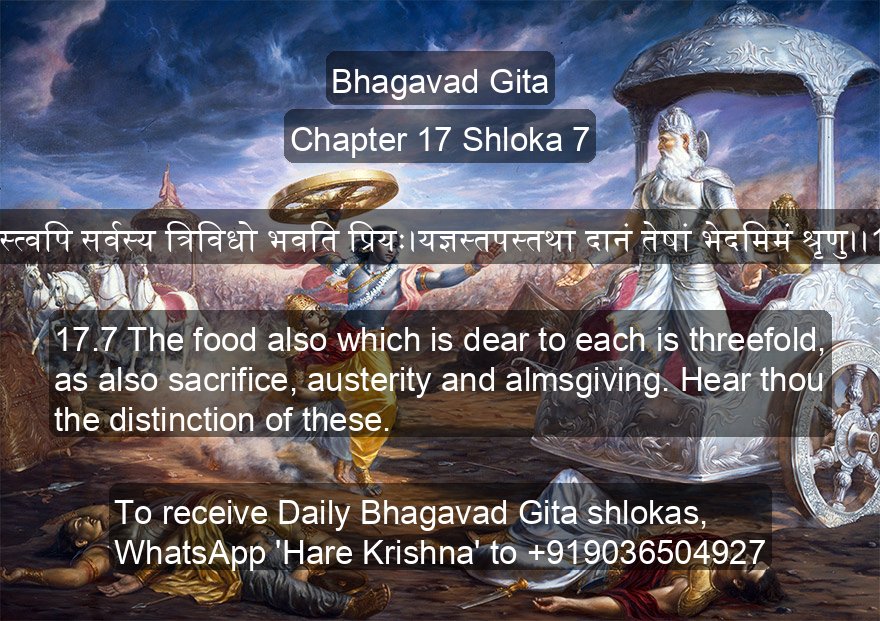 Bhagavad Gita
Chapter 17 Shloka 7
स्त्वपि सर्वस्य त्रिविधो भवति प्रियः।यज्ञस्तपस्तथा दानं तेषां भेदमिमं श्रृणु।।1
17.7 The food also which is dear to each is threefold,
as also sacrifice, austerity and almsgiving. Hear thou
the distinction of these.
To receive Daily Bhagavad Gita shlokas,
WhatsApp 'Hare Krishna' to +919036504927